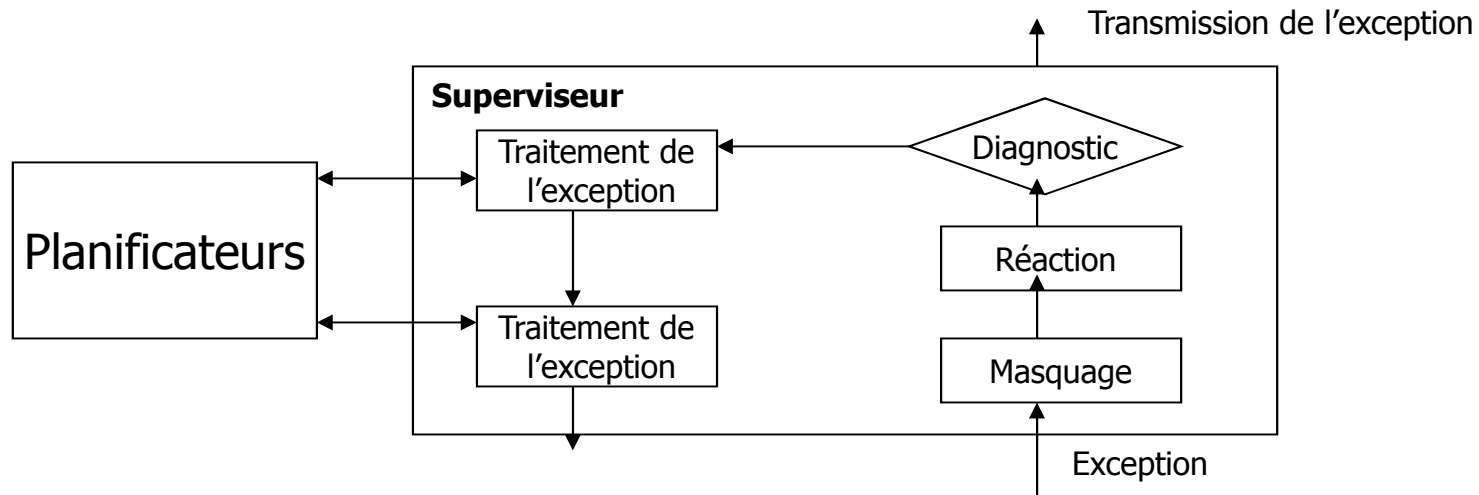 Transmission de l’exception
Superviseur
Traitement de
l’exception
Diagnostic
Planificateurs
Réaction
Traitement de
l’exception
Masquage
Exception